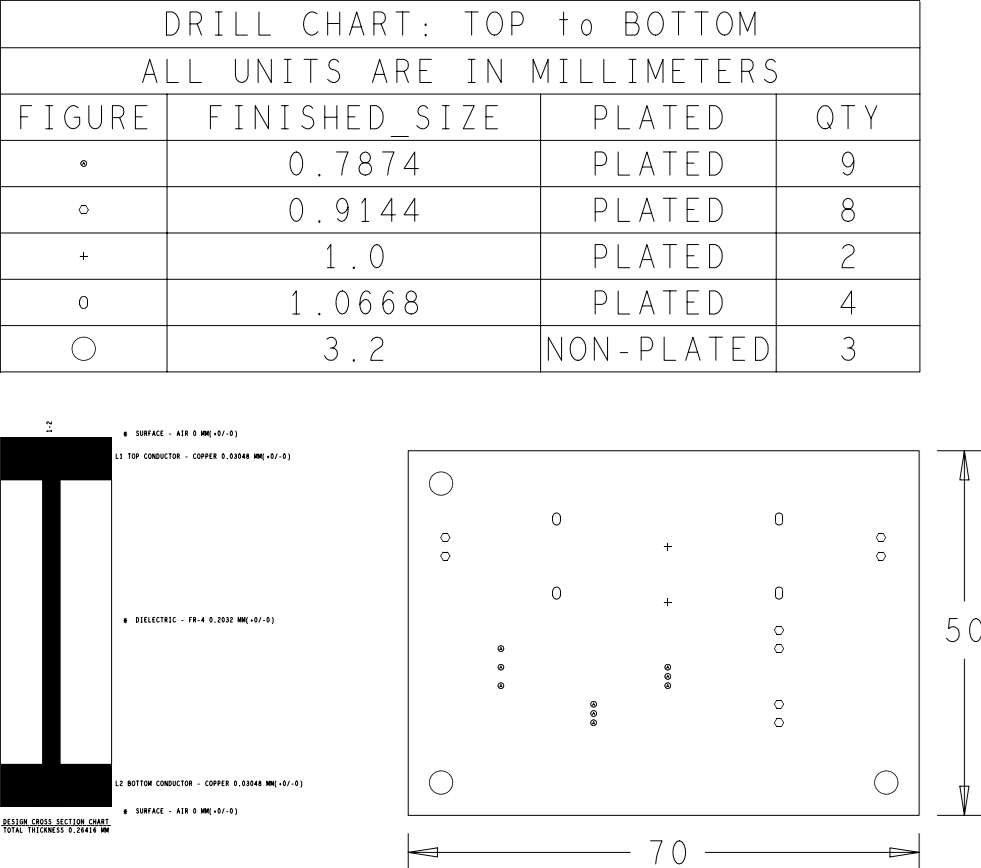 DRILL CHART: TOP to BOTTOM
ALL UNITS ARE IN MILLIMETERS
FIGURE FINISHED_SIZE PLATED QTY
0.7874 PLATED 9
0.9144 PLATED 8
1.0 PLATED 2
1.0668 PLATED 4
3.2 NON-PLATED 3
1-2
* SURFACE - AIR 0 MM(+0/-0)
L1 TOP CONDUCTOR - COPPER 0.03048 MM(+0/-0)
* DIELECTRIC - FR-4 0.2032 MM(+0/-0)
L2 BOTTOM CONDUCTOR - COPPER 0.03048 MM(+0/-0)
* SURFACE - AIR 0 MM(+0/-0)
DESIGN CROSS SECTION CHART
TOTAL THICKNESS 0.26416 MM
50
70